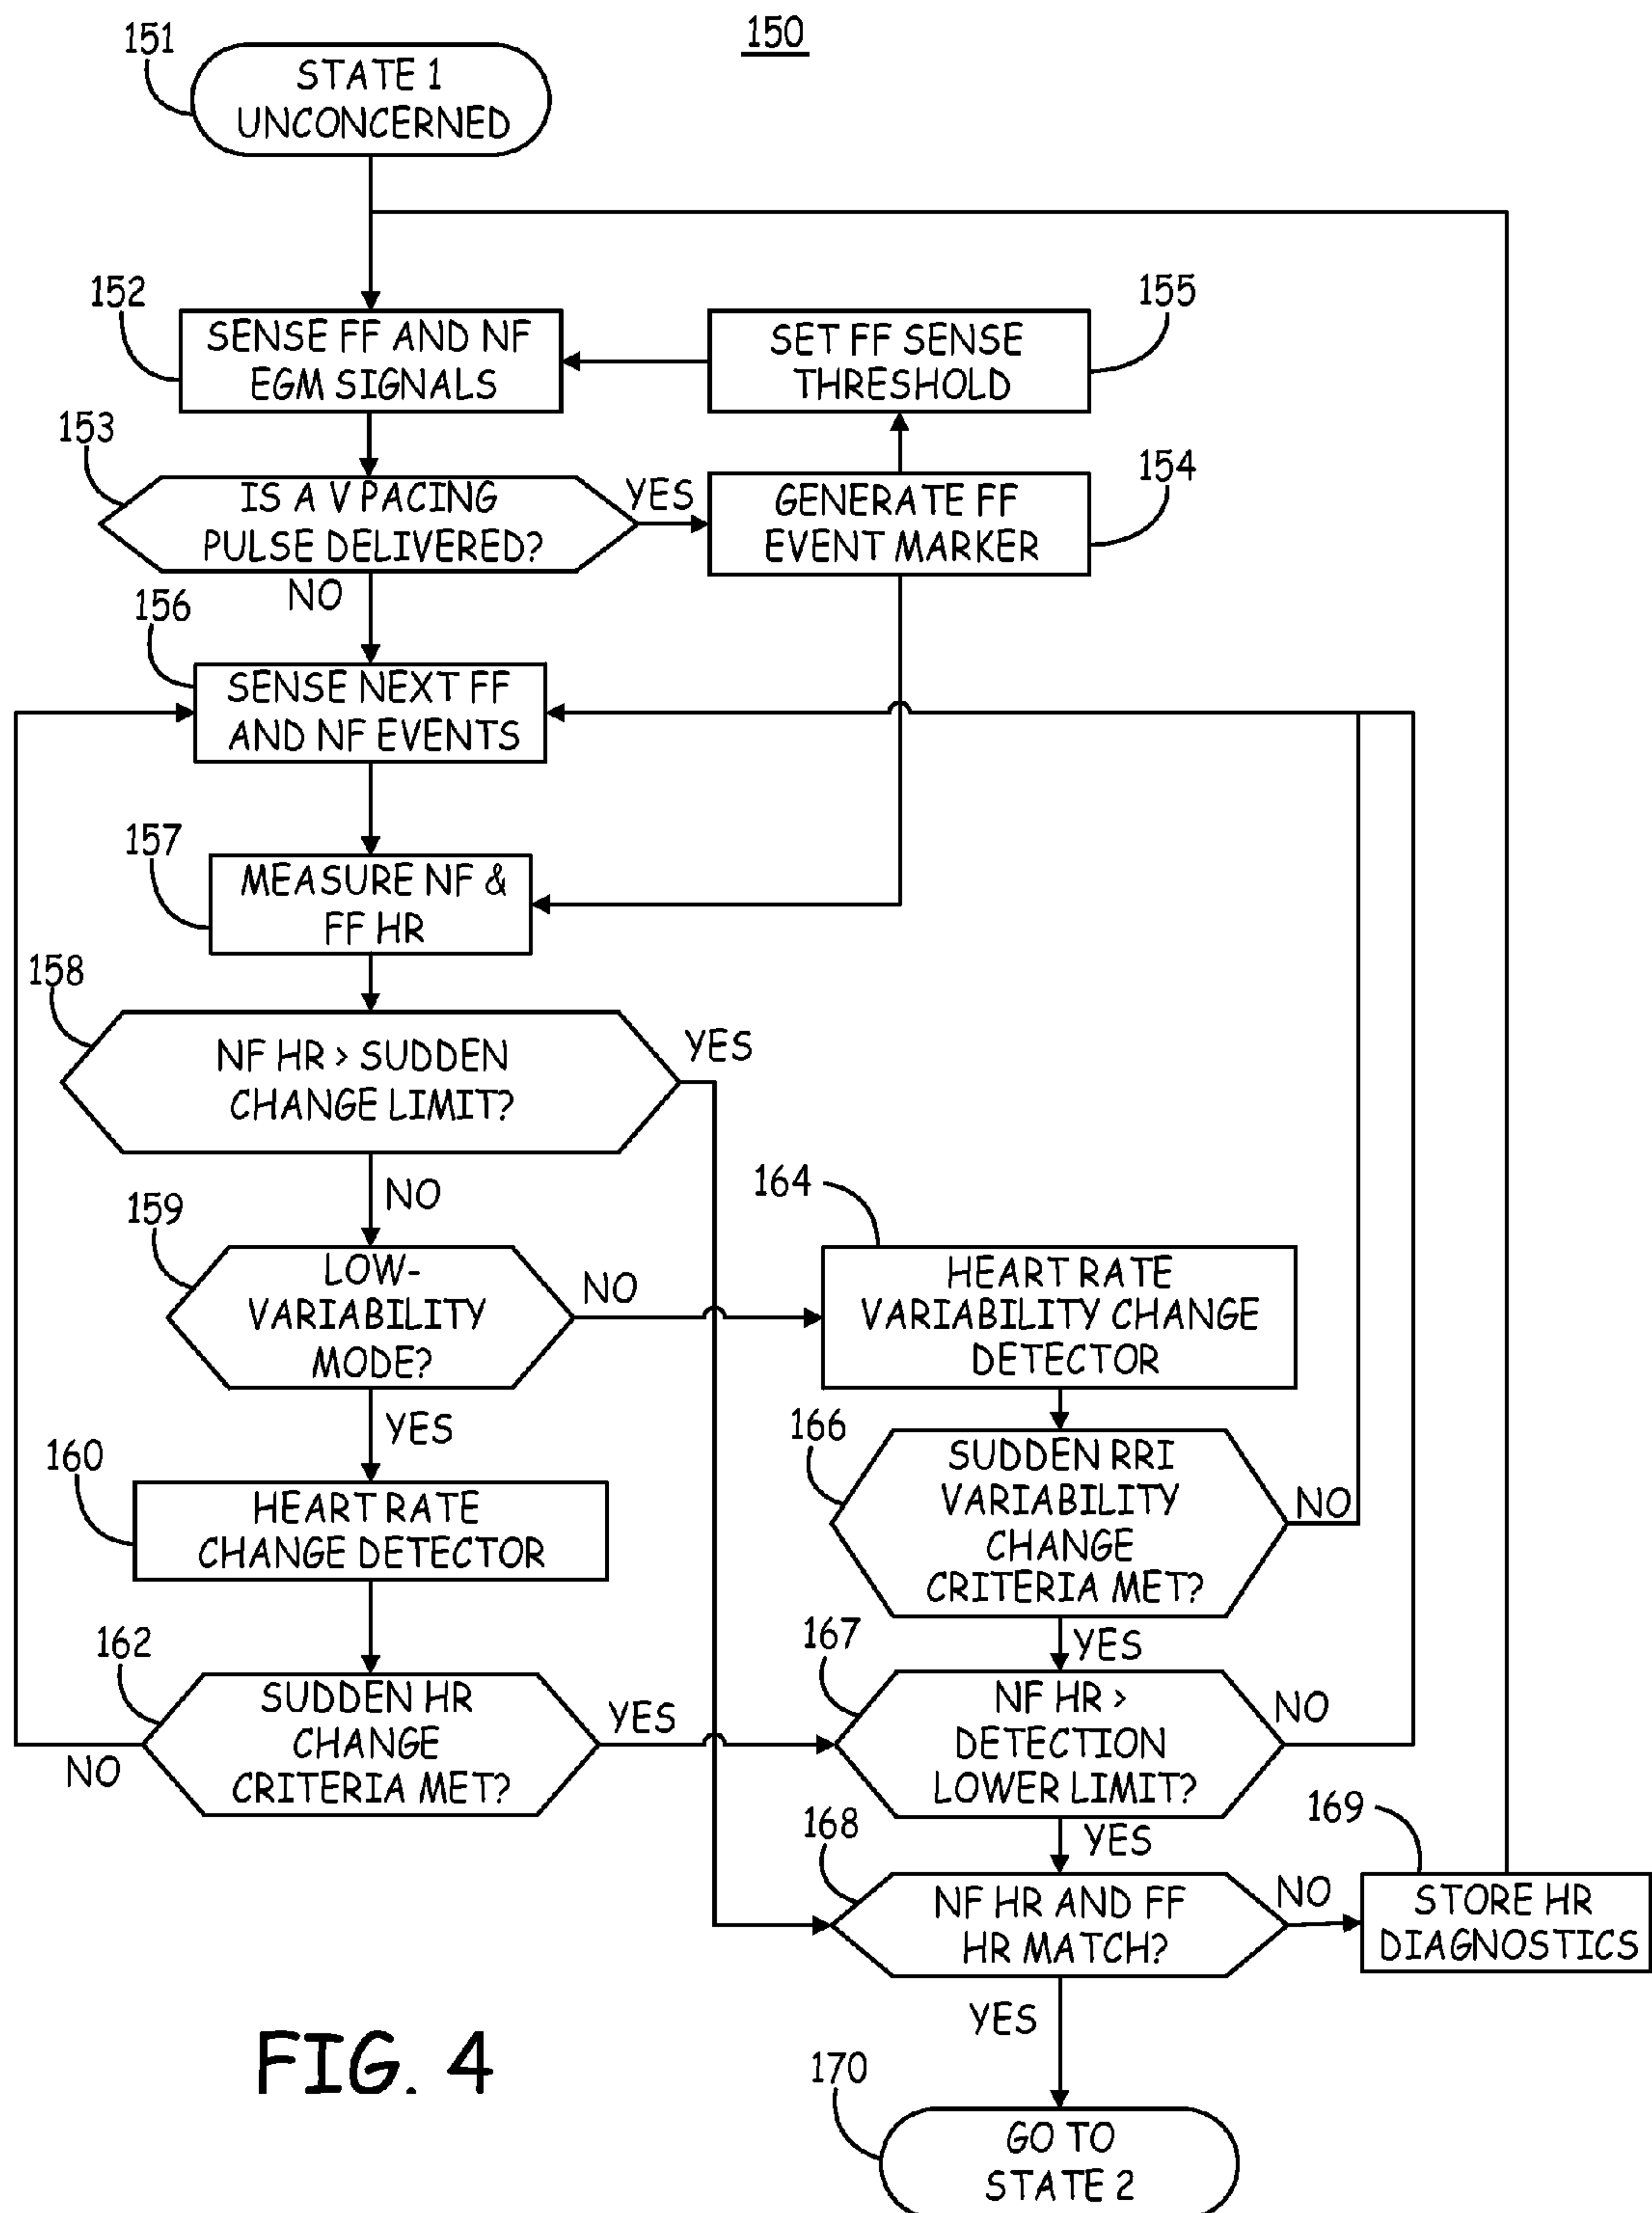 150
151
STATE 1
UNCONCERNED
152
SENSE FF AND NF
EGM SIGNALS
155
SET FF SENSE
THRESHOLD
153
IS A V PACING
PULSE DELIVERED?
YES
NO
154
GENERATE FF
EVENT MARKER
156
SENSE NEXT FF
AND NF EVENTS
157
MEASURE NF &
FF HR
158
NF HR > SUDDEN
CHANGE LIMIT?
YES
NO
159
LOW-
VARIABILITY
MODE?
NO
YES
164
HEART RATE
VARIABILITY CHANGE
DETECTOR
160
HEART RATE
CHANGE DETECTOR
166
SUDDEN RRI
VARIABILITY
CHANGE
CRITERIA MET?
NO
YES
162
SUDDEN HR
CHANGE
CRITERIA MET?
YES
NO
167
NF HR >
DETECTION
LOWER LIMIT?
NO
YES
168
NF HR AND FF
HR MATCH?
NO
YES
169
STORE HR
DIAGNOSTICS
170
GO TO
STATE 2
FIG. 4